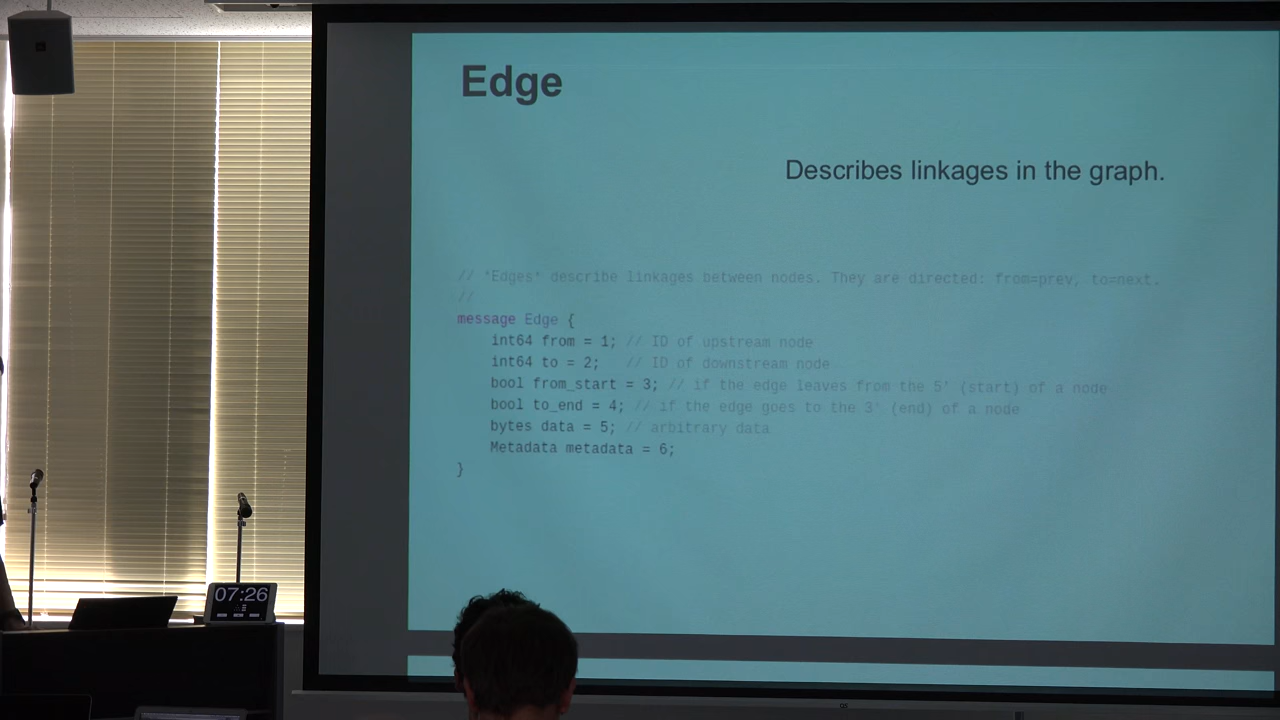 Edge
Describes linkages in the graph.
// *Edges* describe linkages between nodes. They are directed: from=prev, to=next.
//
message Edge {
int64 from = 1; // ID of upstream node
int64 to = 2; // ID of downstream node
bool from_start = 3; // if the edge leaves from the 5' (start) of a node
bool to_end = 4; // if the edge goes to the 3' (end) of a node
bytes data = 5; // arbitrary data
Metadata metadata = 6;
}
07:26